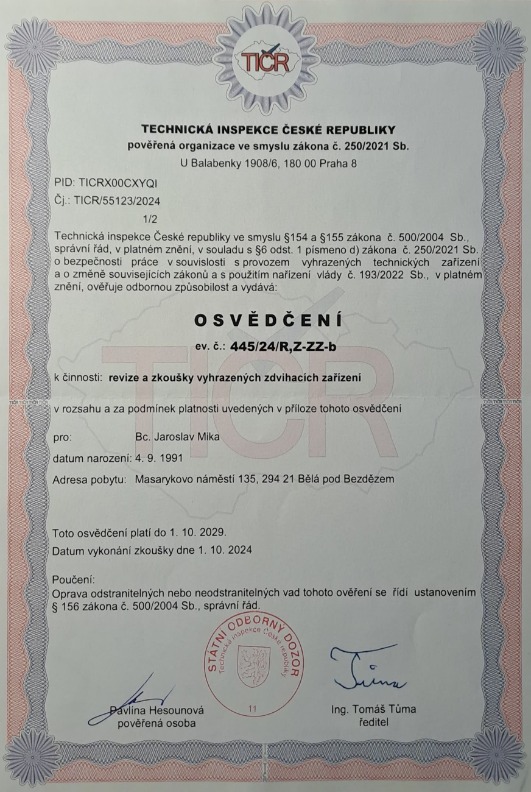 TIČR
TECHNICKÁ INSPEKCE ČESKÉ REPUBLIKY
pověřená organizace ve smyslu zákona č. 250/2021 Sb.
U Balabenky 1908/6, 180 00 Praha 8
PID: TICRX00CXYQI
Čj.: TICR/55123/2024
1/2
Technická inspekce České republiky ve smyslu §154 a §155 zákona č. 500/2004 Sb.,
správní řád, v platném znění, v souladu s §6 odst. 1 písmeno d) zákona č. 250/2021 Sb.
o bezpečnosti práce v souvislosti s provozem vyhrazených technických zařízení
a o změně souvisejících zákonů a s použitím nařízení vlády č. 193/2022 Sb., v platném
znění, ověřuje odbornou způsobilost a vydává:
OSVĚDČENÍ
ev. č.: 445/24/R,Z-ZZ-b
k činnosti: revize a zkoušky vyhrazených zdvihacích zařízení
v rozsahu a za podmínek platnosti uvedených v příloze tohoto osvědčení
pro: Bc. Jaroslav Mika
datum narození: 4. 9. 1991
Adresa pobytu: Masarykovo náměstí 135, 294 21 Bělá pod Bezdězem
TIČR
Toto osvědčení platí do 1. 10. 2029.
Datum vykonání zkoušky dne 1. 10. 2024
Poučení:
Oprava odstranitelných nebo neodstranitelných vad tohoto ověření se řídí ustanovením
§ 156 zákona č. 500/2004 Sb., správní řád.
STÁTNÍ ODBORNÝ DOZOR
Technická inspekce České republiky
11
Pavlína Hesounová
pověřená osoba
Tůma
Ing. Tomáš Tůma
ředitel